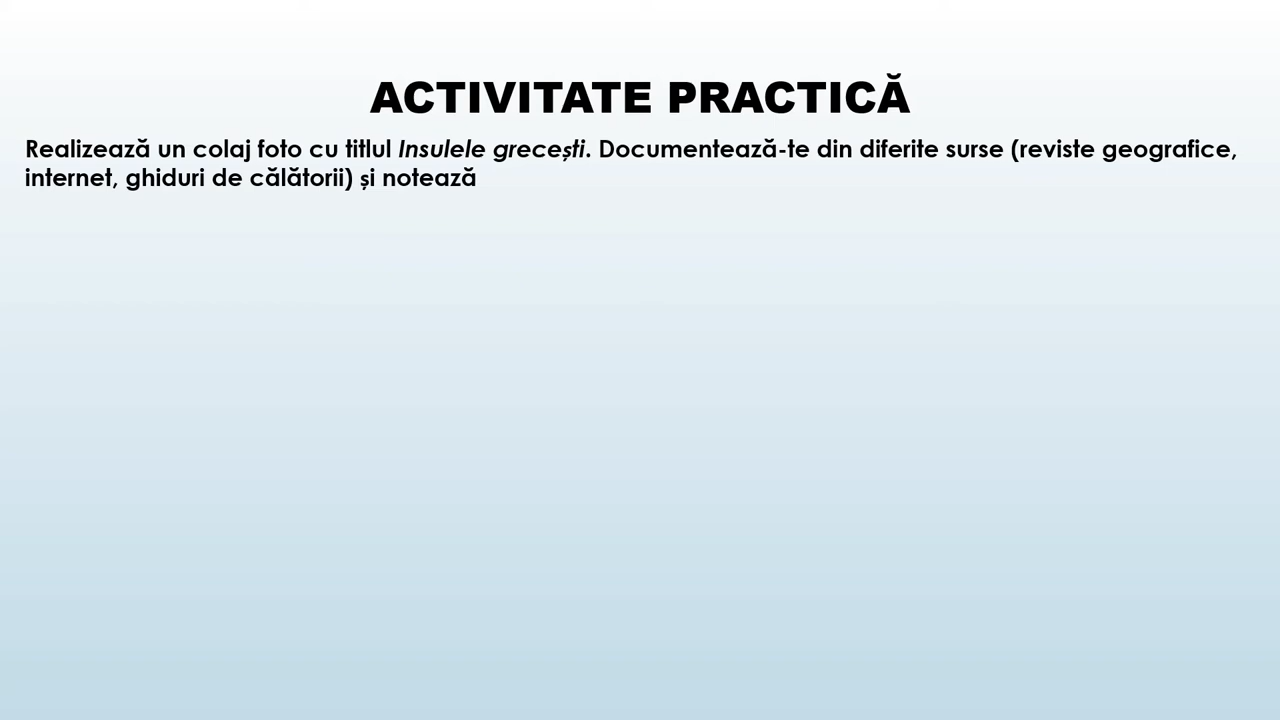 ACTIVITATE PRACTICĂ
Realizează un colaj foto cu titlul Insulele grecești. Documentează-te din diferite surse (reviste geografice,
internet, ghiduri de călătorii) și notează